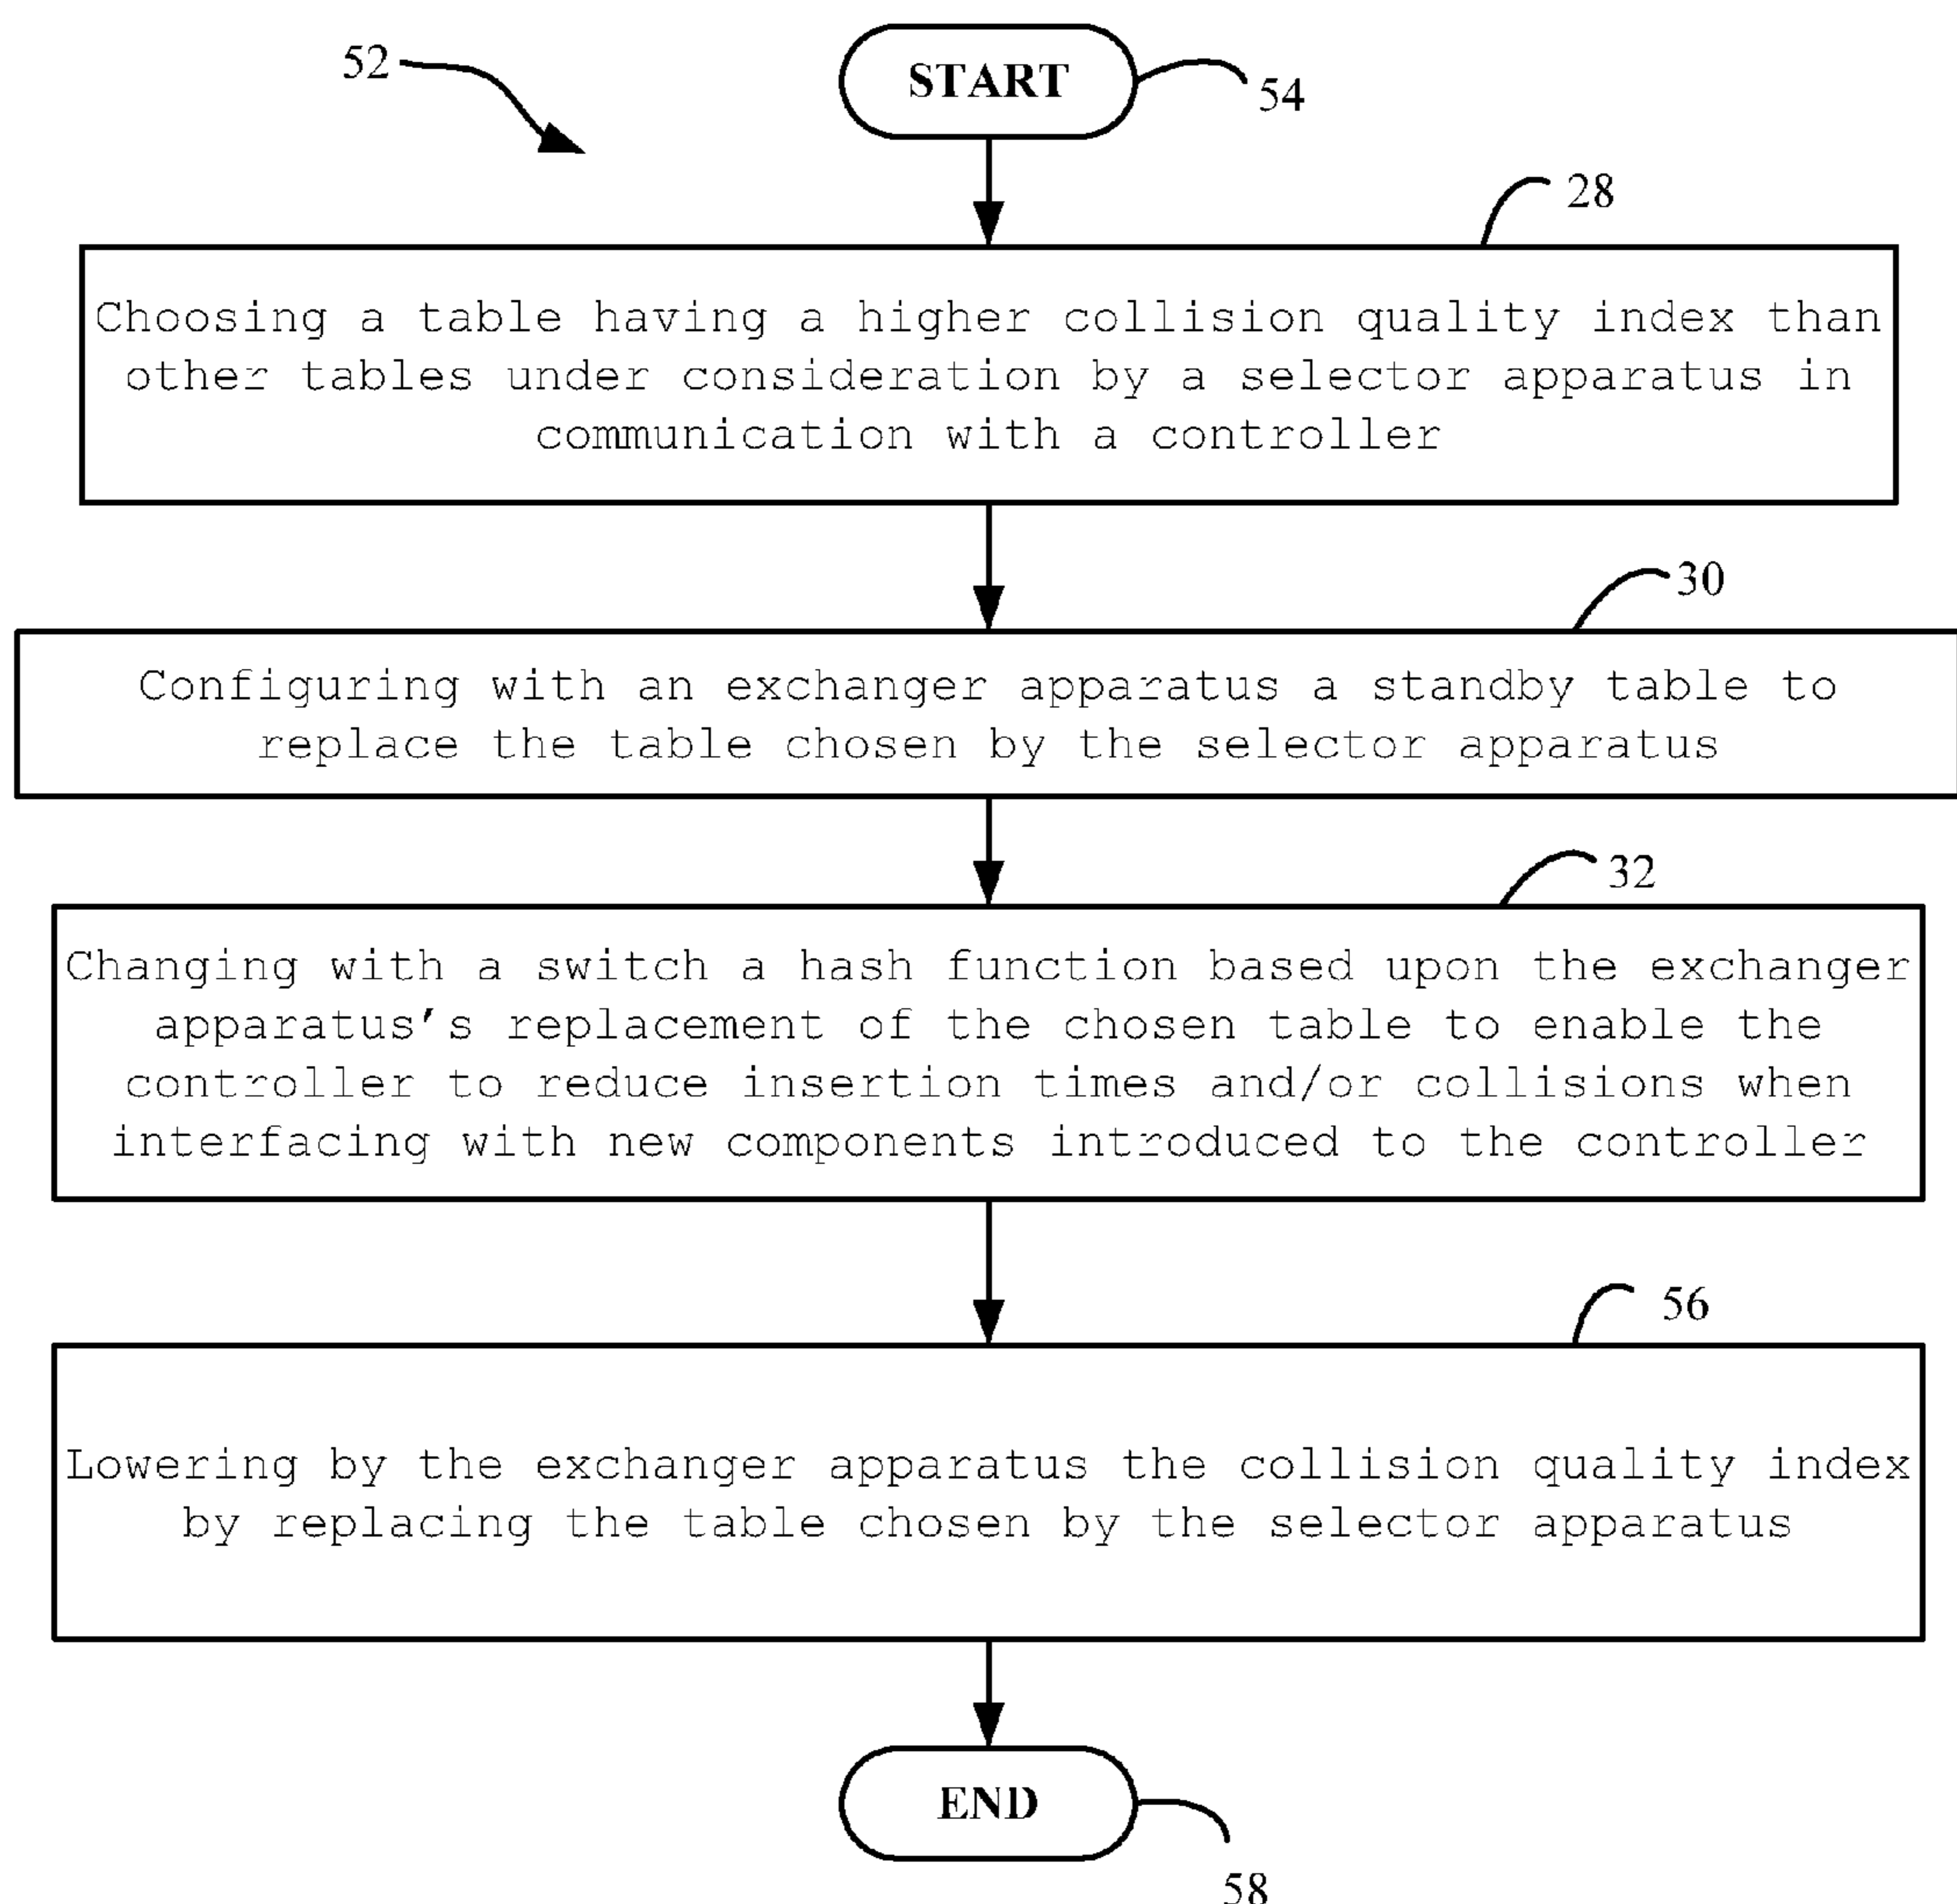 52
START
54
28
Choosing a table having a higher collision quality index than
other tables under consideration by a selector apparatus in
communication with a controller
30
Configuring with an exchanger apparatus a standby table to
replace the table chosen by the selector apparatus
32
Changing with a switch a hash function based upon the exchanger
apparatus's replacement of the chosen table to enable the
controller to reduce insertion times and/or collisions when
interfacing with new components introduced to the controller
56
Lowering by the exchanger apparatus the collision quality index
by replacing the table chosen by the selector apparatus
END
58